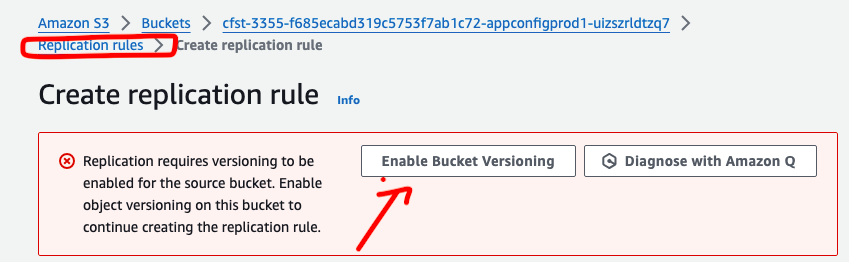 Amazon S3 > Buckets > cfst-3355-f685ecabd319c5753f7ab1c72-appconfigprod1-uizszrldtzq7 >
Replication rules > Create replication rule
Create replication rule Info
Replication requires versioning to be
enabled for the source bucket. Enable
object versioning on this bucket to
continue creating the replication rule.
Enable Bucket Versioning
Diagnose with Amazon Q